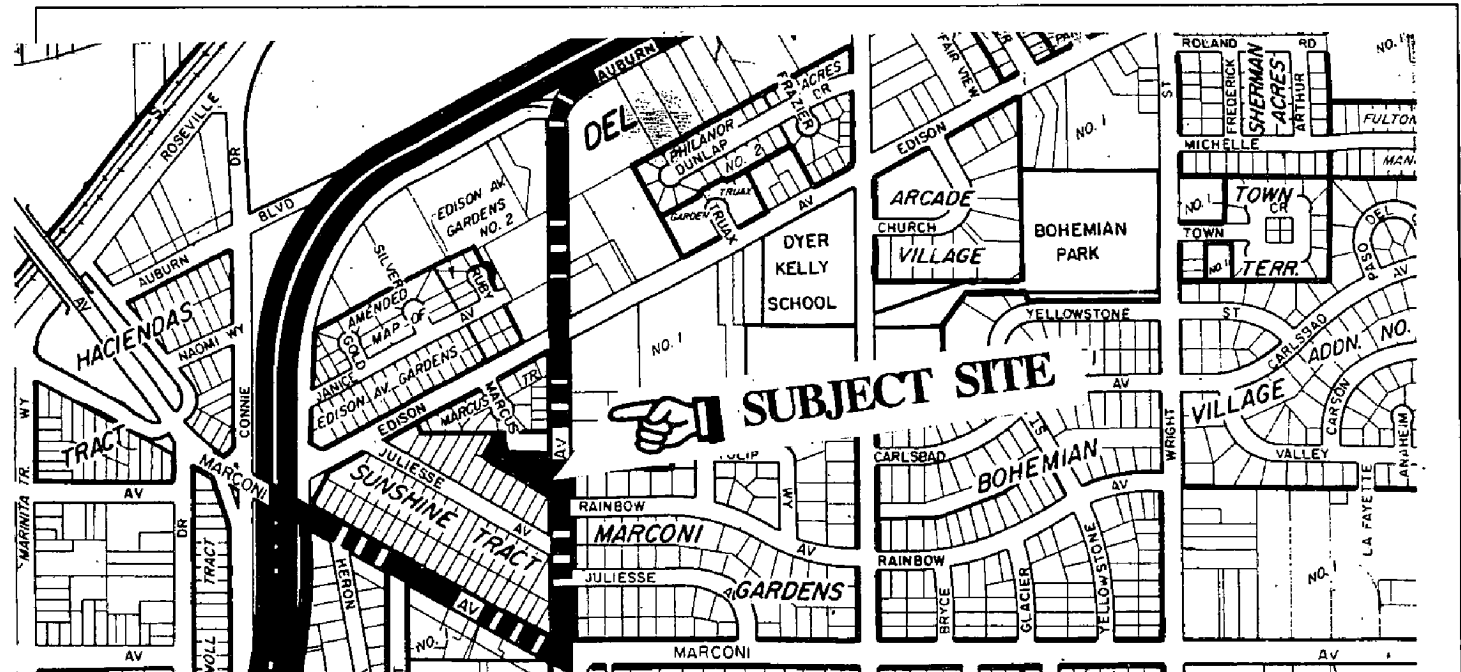 AUBURN
ROLAND RD
NO. 1
ROSEVILLE
FAIR VIEW
ST
FREDERICK
SHERMAN ACRES
ARTHUR
DEL
ACRES
FRAZIER CR
PHILANOR
DUNLAP
NO. 2
EDISON
NO. 1
FULTON
MICHELLE
DR
BLVD
EDISON AV.
GARDENS
NO. 2
TRUAX
GARDEN
TRUAX
AV
ARCADE
VILLAGE
CHURCH
BOHEMIAN
PARK
NO. 1
TOWN
CR
TOWN
TERR.
DYER
KELLY
SCHOOL
PASO DEL
AV
AUBURN
AV
HACIENDAS
NAOMI WY
SILVER
AMENDED
MAP OF
GOLD
RUBY
AV
JANICE
EDISON AV. GARDENS
NO. 1
YELLOWSTONE
ST
CARLSBAD
ADDN. NO.
CONNIE
EDISON
MARCUS
MARCUS
TR.
AV
SUBJECT SITE
AV
VILLAGE
CARSON
ANAHEIM
WY
TRACT
MARINITA TR.
AV
MARCONI
JULIESSE
AV
SUNSHINE TRACT
TULIP
WY
CARLSBAD
ST
BOHEMIAN
AV
WRIGHT
VALLEY
LA FAYETTE
RAINBOW
AV
MARCONI
GARDENS
RAINBOW
DR
TRACT
HERON
JULIESSE
BRYCE
GLACIER
YELLOWSTONE
NO. 1
AV
NO.
AV
MARCONI
AV